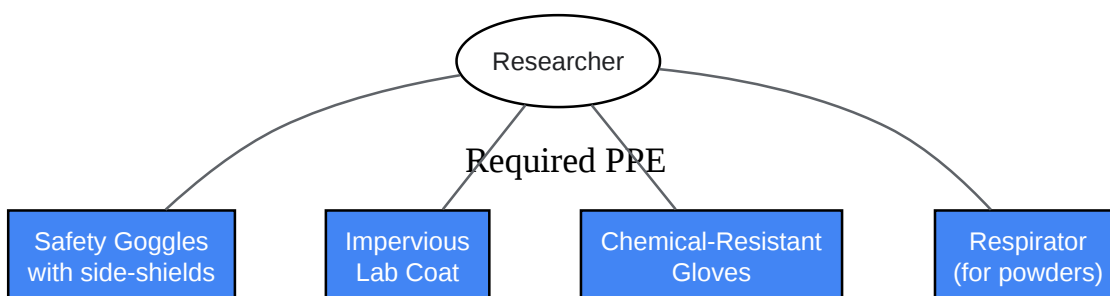 Researcher
Required PPE
Safety Goggles
with side-shields
Impervious
Lab Coat
Chemical-Resistant
Gloves
Respirator
(for powders)